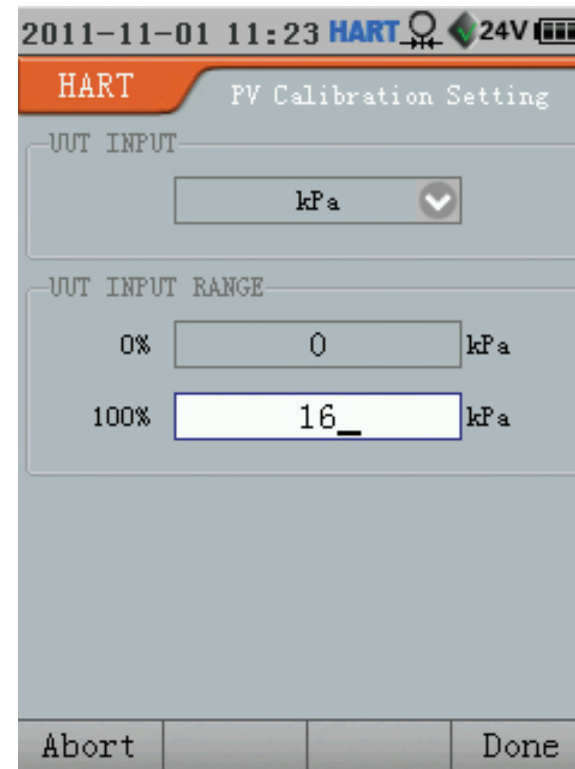 2011-11-01 11:23 HART 24V
HART PV Calibration Setting
UUT INPUT
kPa
UUT INPUT RANGE
0% 0 kPa
100% 16_ kPa
Abort Done